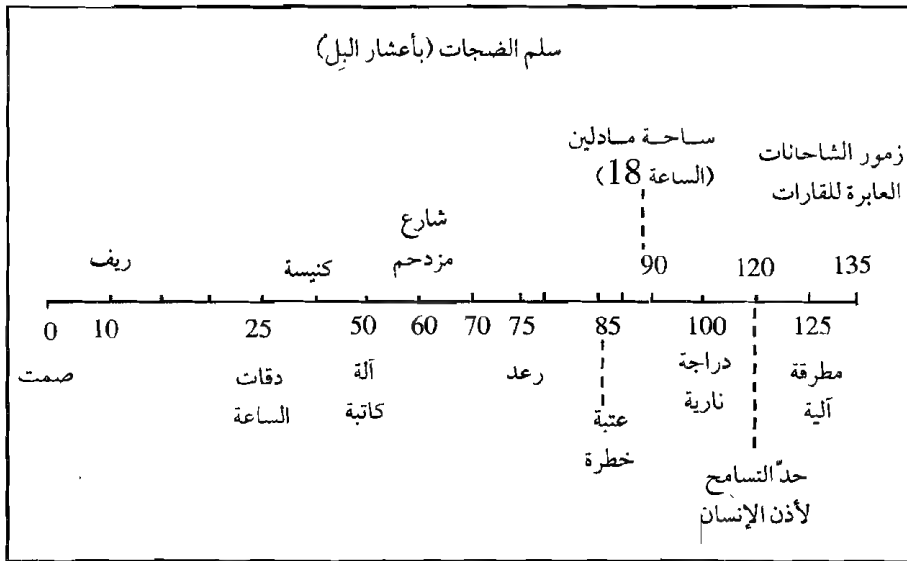 سلم الضجات (بأعشار البِل)
ساحة مادلين
(الساعة 18)
زمور الشاحانات
العابرة للقارات
ريف
كنيسة
شارع
مزدحم
90
120
135
0
10
25
50
60
70
75
85
100
125
صمت
دقات
الساعة
آلة
كاتبة
رعد
عتبة
خطرة
دراجة
نارية
مطرقة
آلية
حدّ التسامح
لأذن الإنسان